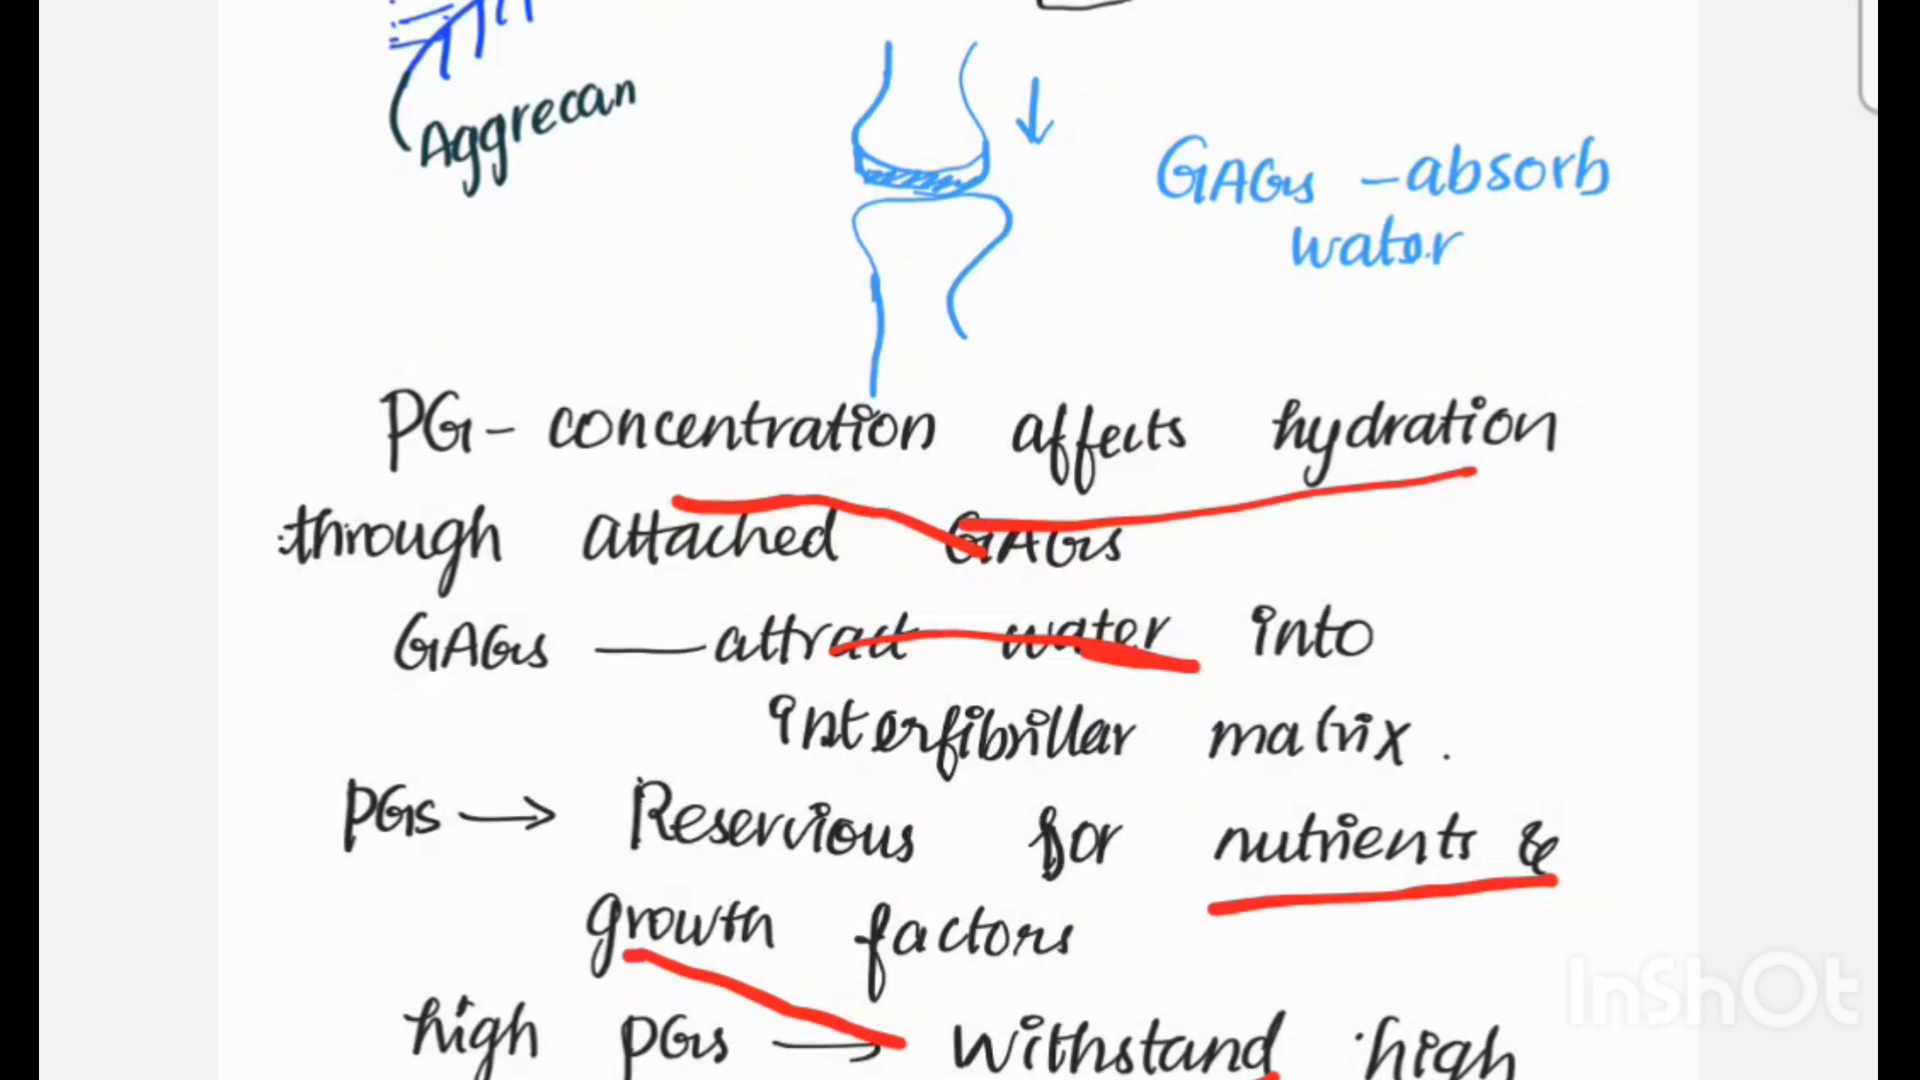 Aggrecan
GAGs - absorb
water
PG - concentration affects hydration
through attached GAGs
GAGs — attract water into
interfibrillar matrix.
PGs → Reservious for nutrients &
growth factors
high PGs → withstand high
InShOt